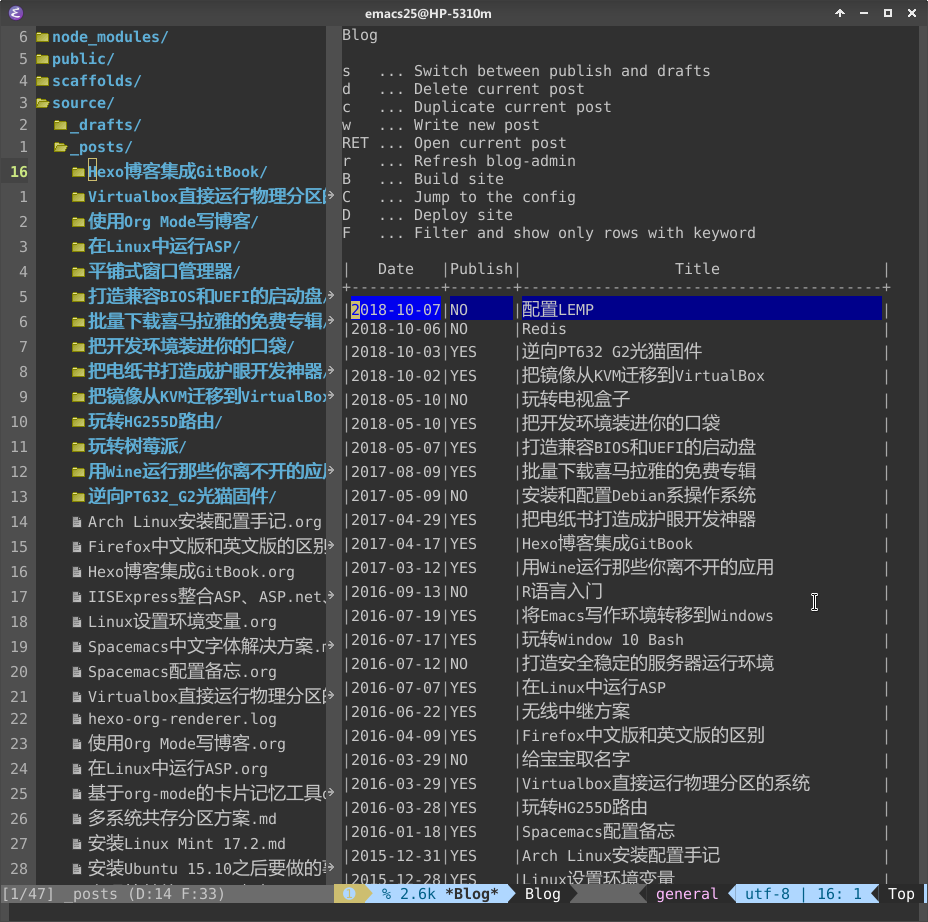 emacs25@HP-5310m
6 node_modules/
5 public/
4 scaffolds/
3 source/
2 _drafts/
1 _posts/
16 Hexo博客集成GitBook/
1 Virtualbox直接运行物理分区
2 使用Org Mode写博客/
3 在Linux中运行ASP/
4 平铺式窗口管理器/
5 打造兼容BIOS和UEFI的启动盘
6 批量下载喜马拉雅的免费专辑
7 把开发环境装进你的口袋/
8 把电纸书打造成护眼开发神器
9 把镜像从KVM迁移到VirtualBo
10 玩转HG255D路由/
11 玩转树莓派/
12 用Wine运行那些你离不开的应
13 逆向PT632_G2光猫固件/
14 Arch Linux安装配置手记.org
15 Firefox中文版和英文版的区别
16 Hexo博客集成GitBook.org
17 IISExpress整合ASP、ASP.net、
18 Linux设置环境变量.org
19 Spacemacs中文字体解决方案.
20 Spacemacs配置备忘.org
21 Virtualbox直接运行物理分区
22 hexo-org-renderer.log
23 使用Org Mode写博客.org
24 在Linux中运行ASP.org
25 基于org-mode的卡片记忆工具
26 多系统共存分区方案.md
27 安装Linux Mint 17.2.md
28 安装Ubuntu 15.10之后要做的
[1/47] _posts (D:14 F:33)
Blog
s ... Switch between publish and drafts
d ... Delete current post
c ... Duplicate current post
w ... Write new post
RET ... Open current post
r ... Refresh blog-admin
B ... Build site
C ... Jump to the config
D ... Deploy site
F ... Filter and show only rows with keyword
| Date |Publish| Title |
+----------+-------+----------------------------------------+
|2018-10-07|NO |配置LEMP |
|2018-10-06|NO |Redis |
|2018-10-03|YES |逆向PT632 G2光猫固件 |
|2018-10-02|YES |把镜像从KVM迁移到VirtualBox |
|2018-05-10|NO |玩转电视盒子 |
|2018-05-10|YES |把开发环境装进你的口袋 |
|2018-05-07|YES |打造兼容BIOS和UEFI的启动盘 |
|2017-08-09|YES |批量下载喜马拉雅的免费专辑 |
|2017-05-09|NO |安装和配置Debian系操作系统 |
|2017-04-29|YES |把电纸书打造成护眼开发神器 |
|2017-04-17|YES |Hexo博客集成GitBook |
|2017-03-12|YES |用Wine运行那些你离不开的应用 |
|2016-09-13|NO |R语言入门 |
|2016-07-19|YES |将Emacs写作环境转移到Windows |
|2016-07-17|YES |玩转Window 10 Bash |
|2016-07-12|NO |打造安全稳定的服务器运行环境 |
|2016-07-07|YES |在Linux中运行ASP |
|2016-06-22|YES |无线中继方案 |
|2016-04-09|YES |Firefox中文版和英文版的区别 |
|2016-03-29|NO |给宝宝取名字 |
|2016-03-29|YES |Virtualbox直接运行物理分区的系统 |
|2016-03-28|YES |玩转HG255D路由 |
|2016-01-18|YES |Spacemacs配置备忘 |
|2015-12-31|YES |Arch Linux安装配置手记 |
|2015-12-28|YES |Linux设置环境变量 |
1 % 2.6k *Blog* Blog general utf-8 | 16: 1 Top